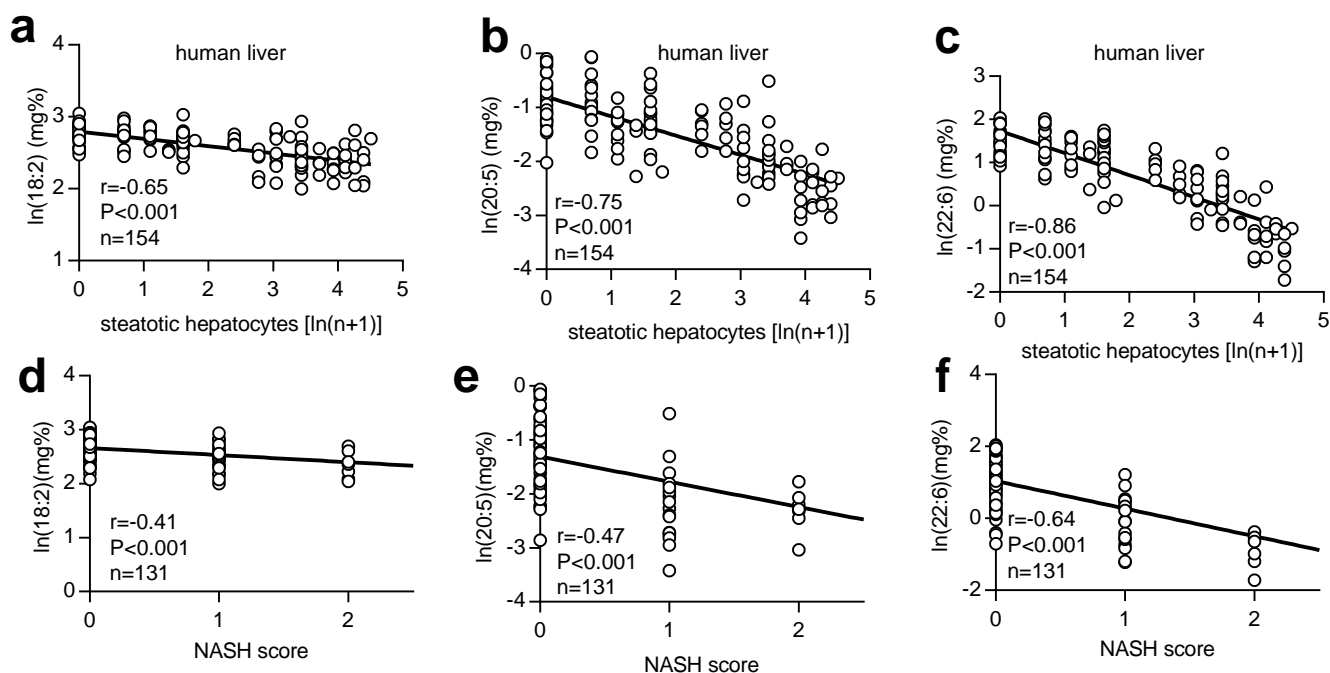 a
human liver
4
3
2
1
ln(18:2) (mg%)
r=-0.65
P<0.001
n=154
0 1 2 3 4 5
steatotic hepatocytes [ln(n+1)]
b
human liver
0
-1
-2
-3
-4
ln(20:5) (mg%)
r=-0.75
P<0.001
n=154
0 1 2 3 4 5
steatotic hepatocytes [ln(n+1)]
c
human liver
3
2
1
0
-1
-2
ln(22:6) (mg%)
r=-0.86
P<0.001
n=154
0 1 2 3 4 5
steatotic hepatocytes [ln(n+1)]
d
4
3
2
1
0
ln(18:2)(mg%)
r=-0.41
P<0.001
n=131
0 1 2
NASH score
e
0
-1
-2
-3
-4
ln(20:5)(mg%)
r=-0.47
P<0.001
n=131
0 1 2
NASH score
f
4
2
0
-2
ln(22:6)(mg%)
r=-0.64
P<0.001
n=131
0 1 2
NASH score